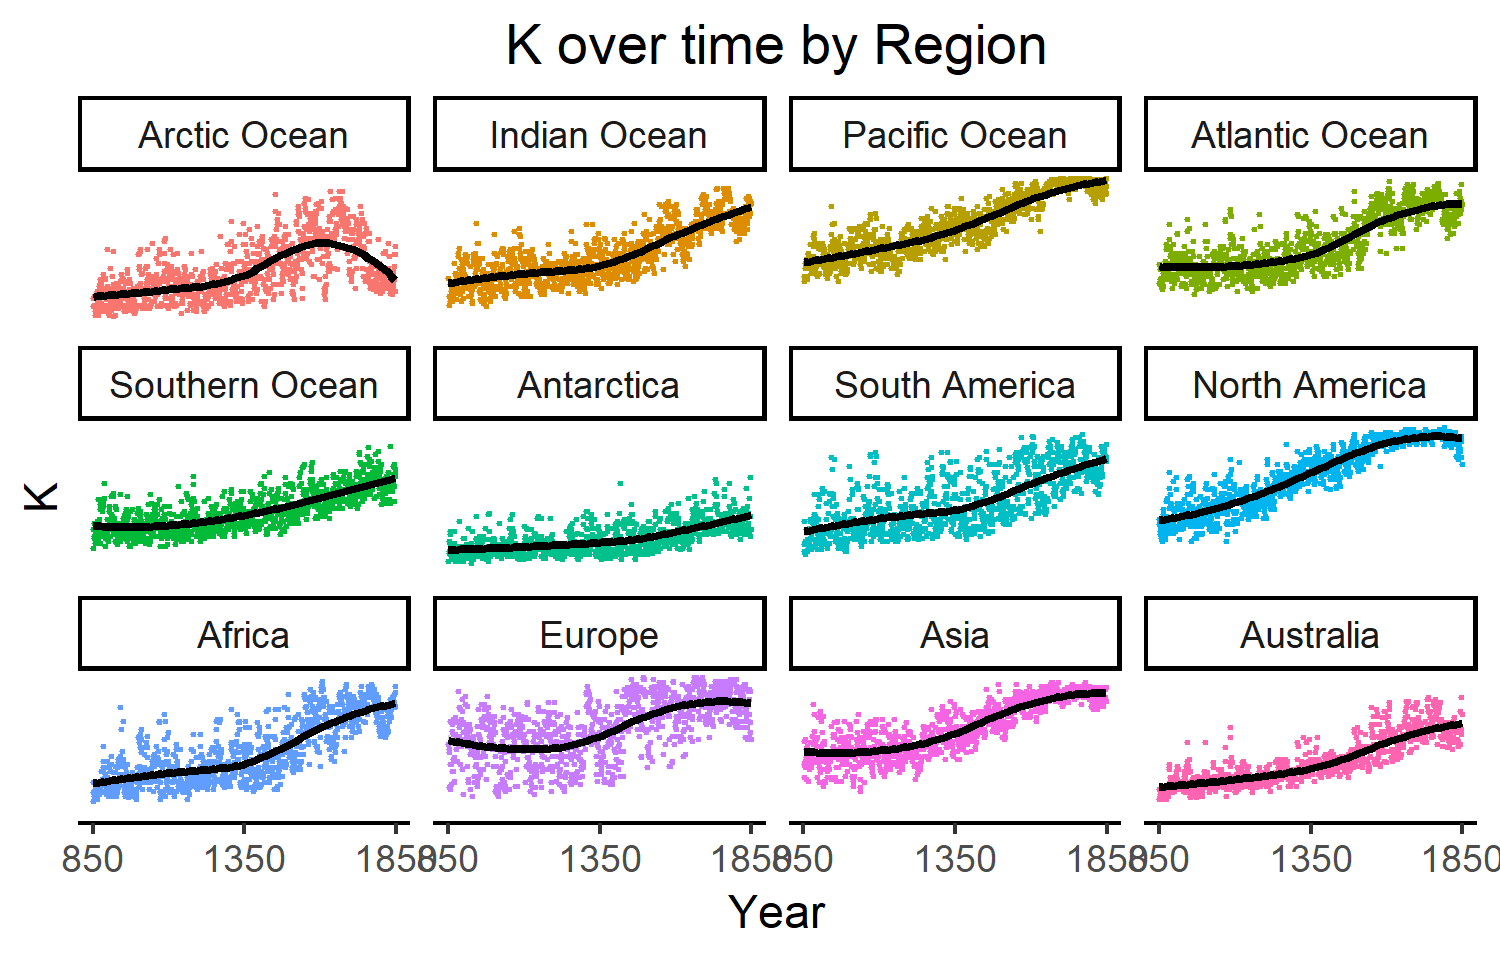 K over time by Region
Arctic Ocean
Indian Ocean
Pacific Ocean
Atlantic Ocean
Southern Ocean
Antarctica
South America
North America
K
Africa
Europe
Asia
Australia
850 1350 1850 850 1350 1850 850 1350 1850 850 1350 1850
Year